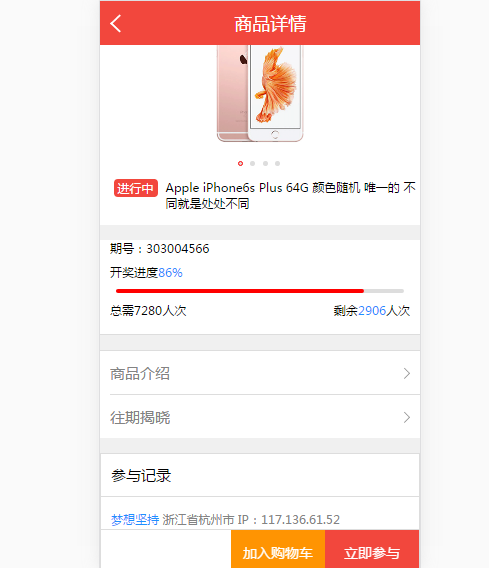 商品详情
进行中 Apple iPhone6s Plus 64G 颜色随机 唯一的 不
同就是处处不同
期号：303004566
开奖进度86%
总需7280人次 剩余2906人次
商品介绍
往期揭晓
参与记录
梦想坚持 浙江省杭州市 IP：117.136.61.52
加入购物车 立即参与